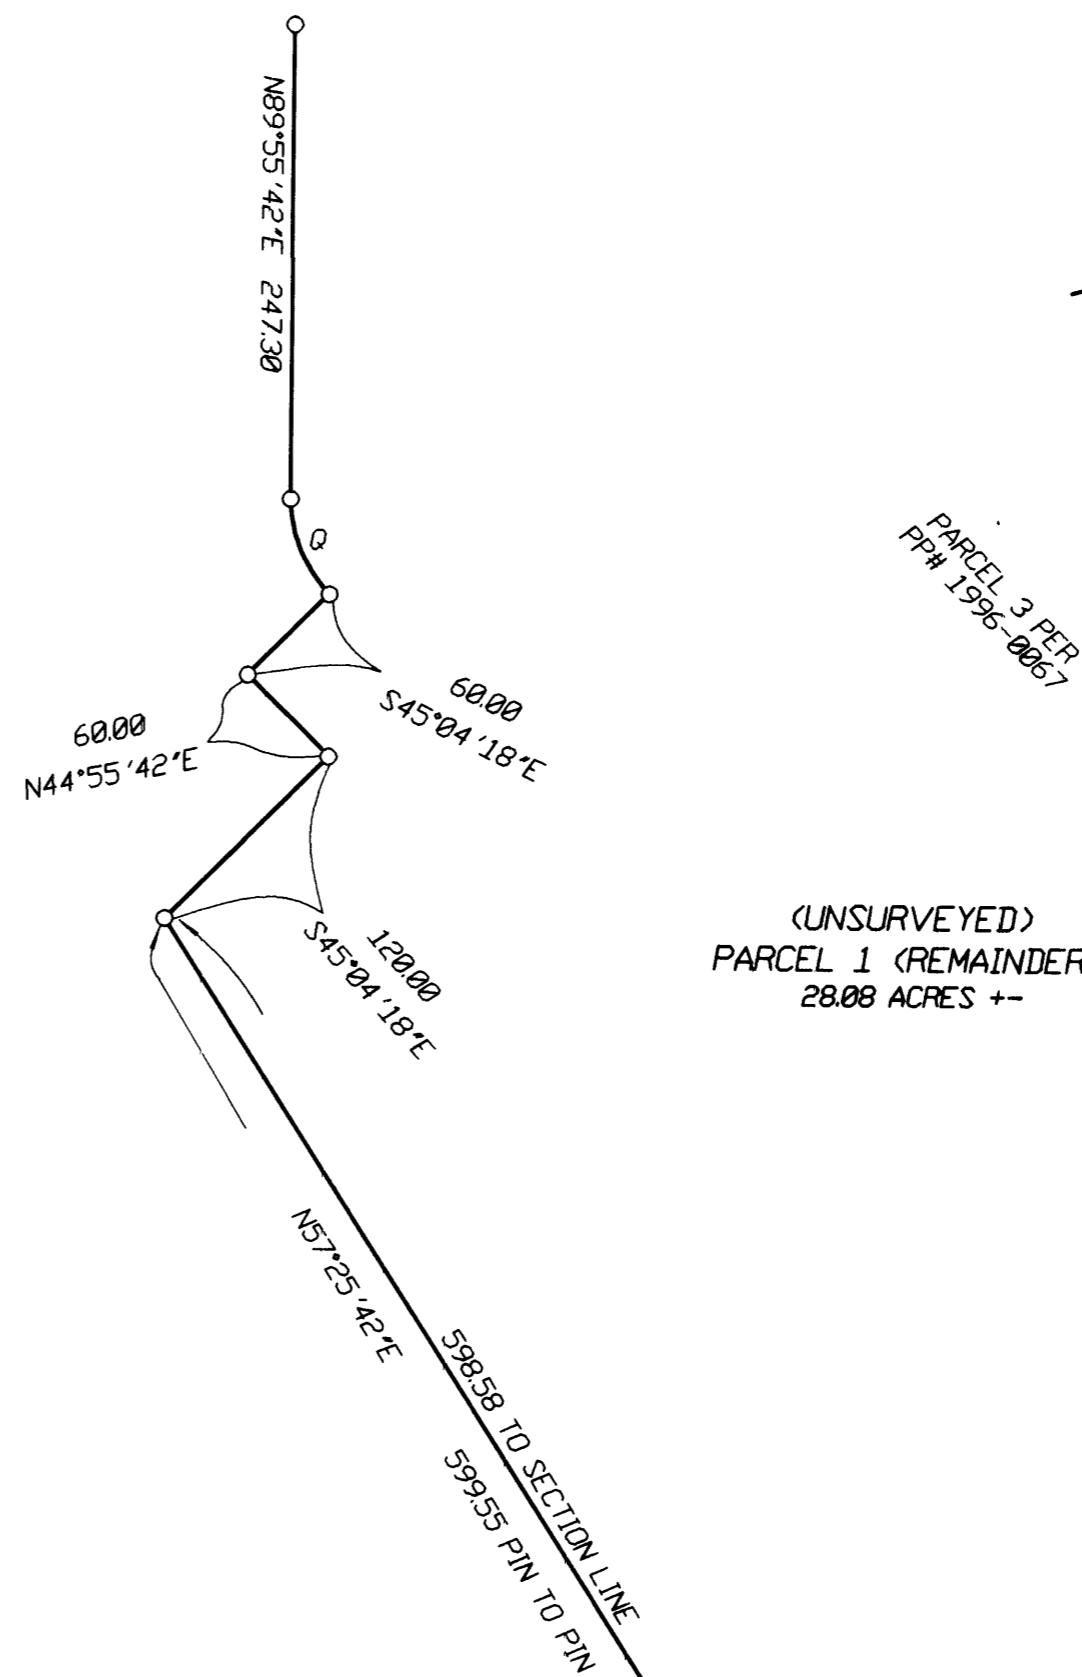 N89°55'42"E 247.30
Q
PARCEL 3 PER
PP# 1996-0067
60.00
S45°04'18"E
60.00
N44°55'42"E
(UNSURVEYED)
PARCEL 1 (REMAINDER
28.08 ACRES +-
120.00
S45°04'18"E
N57°25'42"E
598.58 TO SECTION LINE
599.55 PIN TO PIN